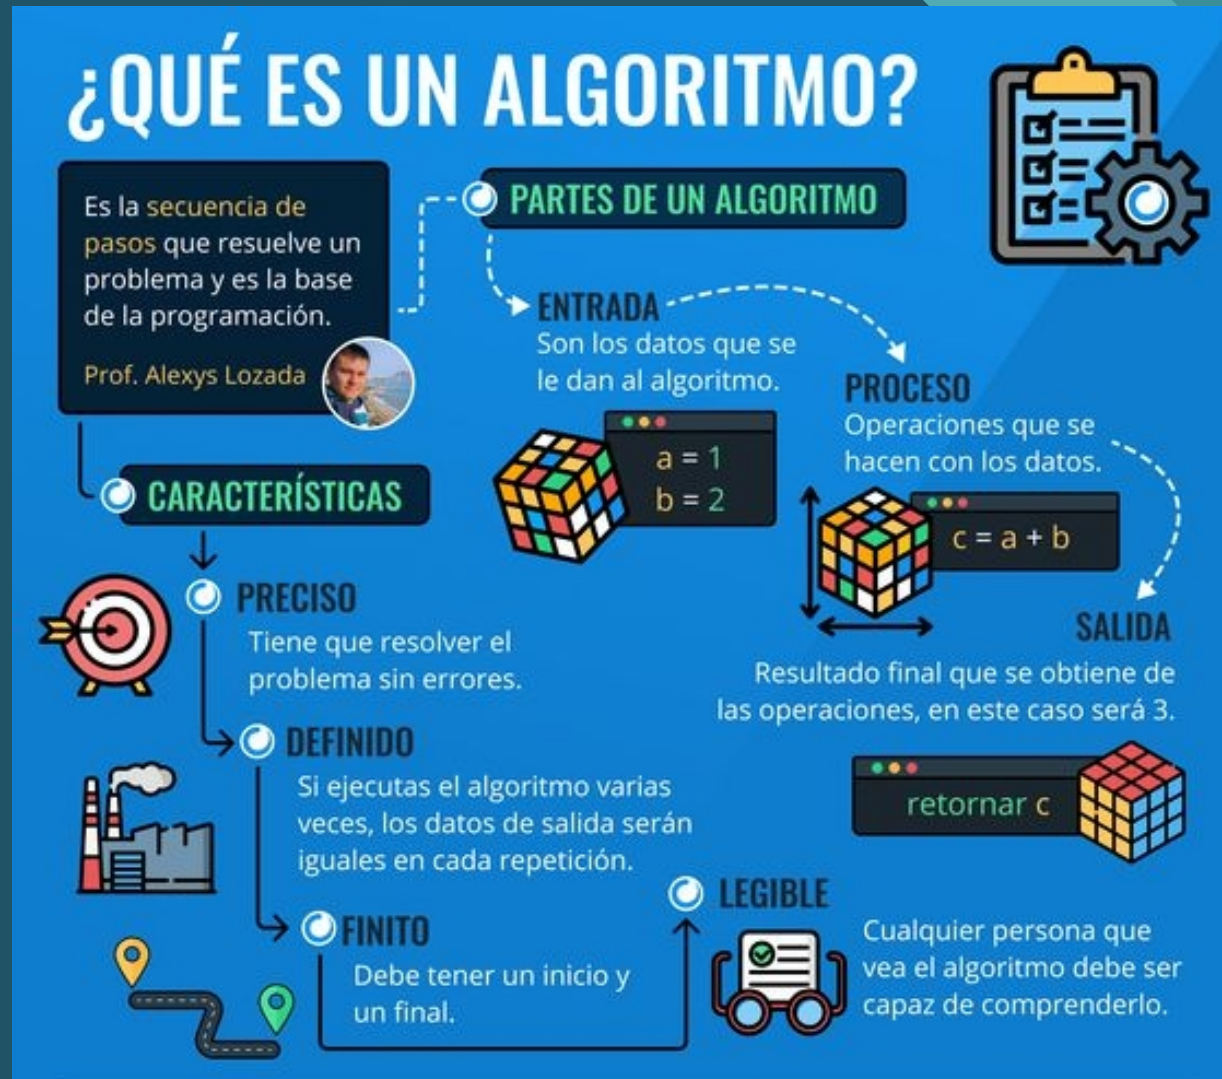 ¿QUÉ ES UN ALGORITMO?
Es la secuencia de
pasos que resuelve un
problema y es la base
de la programación.
Prof. Alexys Lozada
PARTES DE UN ALGORITMO
ENTRADA
Son los datos que se
le dan al algoritmo.
a = 1
b = 2
PROCESO
Operaciones que se
hacen con los datos.
c = a + b
SALIDA
Resultado final que se obtiene de
las operaciones, en este caso será 3.
retornar c
CARACTERÍSTICAS
PRECISO
Tiene que resolver el
problema sin errores.
DEFINIDO
Si ejecutas el algoritmo varias
veces, los datos de salida serán
iguales en cada repetición.
FINITO
Debe tener un inicio y
un final.
LEGIBLE
Cualquier persona que
vea el algoritmo debe ser
capaz de comprenderlo.